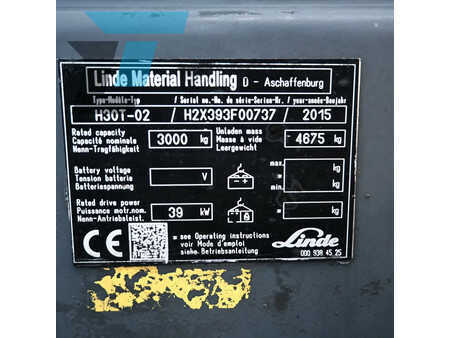 Linde Material Handling D - Aschaffenburg
Type-Modèle-Typ / Serial no.-No. de série-Serien-Nr. / year-année-Baujahr
H30T-02 / H2X393F00737 / 2015
Rated capacity
Capacité nominale
Nenn-Tragfähigkeit
3000 kg
Unladen mass
Masse à vide
Leergewicht
4675 kg
Battery voltage
Tension batterie
Batteriespannung
V
max.
= kg
min.
= kg
Rated drive power
Puissance motr.nom.
Nenn-Antriebsleist.
39 kW
= kg
CE
see Operating instructions
voir Mode d'emploi
siehe Betriebsanleitung
Linde
000 938 45 25